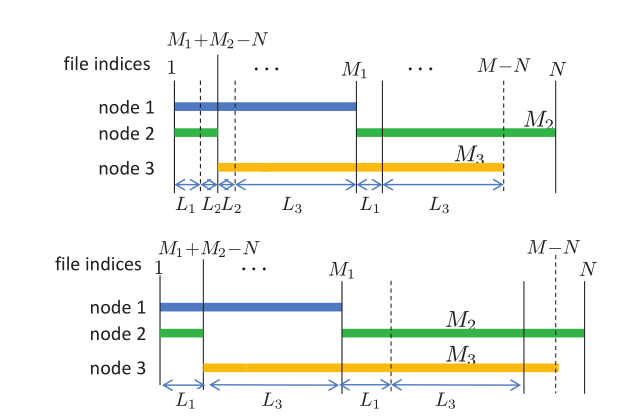 M₁+M₂−N
file indices 1 ⋯ M₁ ⋯ M−N N
node 1
node 2 M₂
node 3 M₃
L₁ L₂ L₂ L₃ L₁ L₃
M₁+M₂−N M−N
file indices 1 ⋯ M₁ N
node 1
node 2 M₂
node 3 M₃
L₁ L₃ L₁ L₃